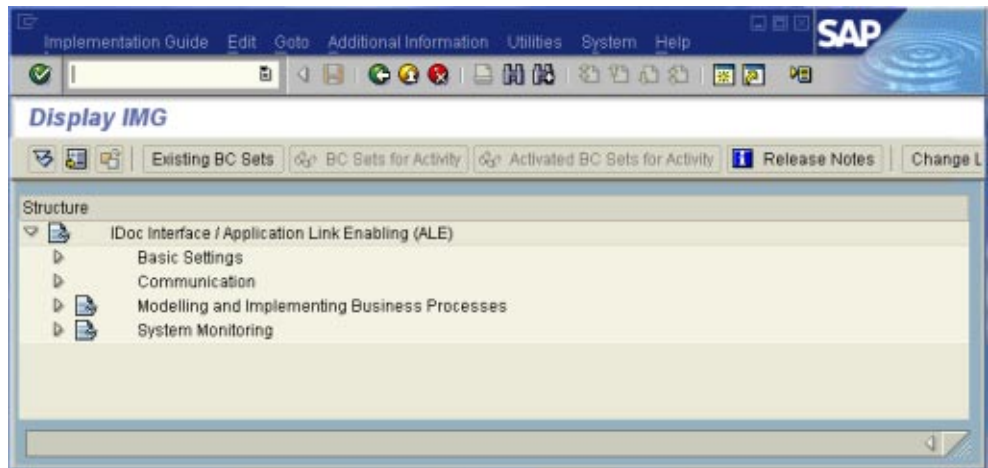 Implementation Guide Edit Goto Additional Information Utilities System Help
SAP
Display IMG
Existing BC Sets BC Sets for Activity Activated BC Sets for Activity Release Notes Change L
Structure
IDoc Interface / Application Link Enabling (ALE)
Basic Settings
Communication
Modelling and Implementing Business Processes
System Monitoring